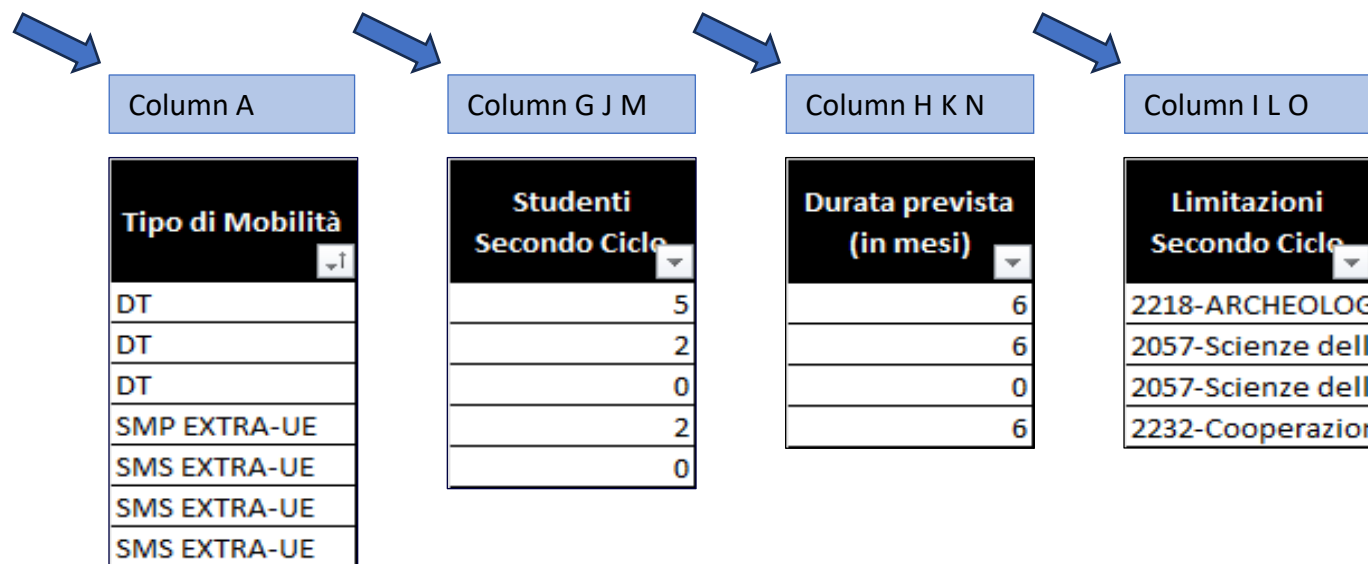 Column A
Column G J M
Column H K N
Column I L O
Tipo di Mobilità
DT
DT
DT
SMP EXTRA-UE
SMS EXTRA-UE
SMS EXTRA-UE
SMS EXTRA-UE
Studenti
Secondo Ciclo
5
2
0
2
0
Durata prevista
(in mesi)
6
6
0
6
Limitazioni
Secondo Ciclo
2218-ARCHEOLOG
2057-Scienze dell
2057-Scienze dell
2232-Cooperazion